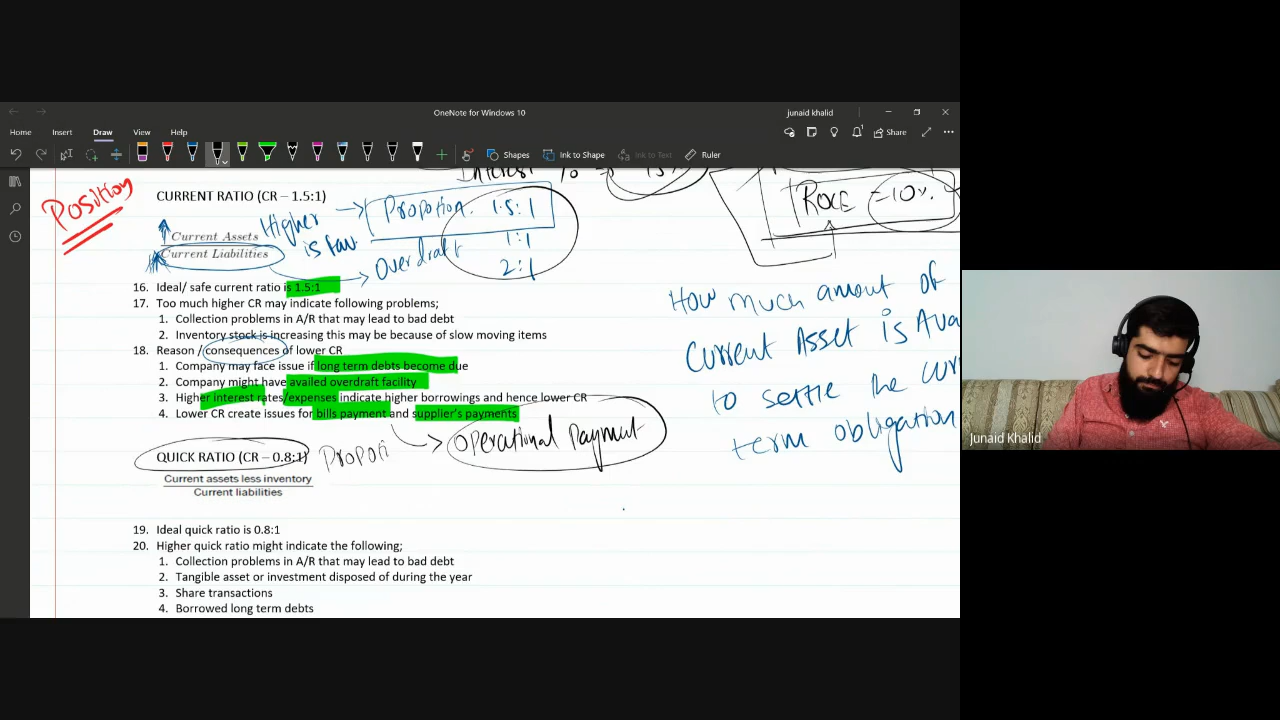 OneNote for Windows 10
junaid khalid
Home Insert Draw View Help
Share
Shapes Ink to Shape Ink to Text Ruler
Interest % =
Position
CURRENT RATIO (CR – 1.5:1)
Current Assets
Current Liabilities
Higher is fav
Propotion 1.5:1
1:1
2:1
Overdraft
ROCE = 10%
16. Ideal/ safe current ratio is 1.5:1
17. Too much higher CR may indicate following problems;
1. Collection problems in A/R that may lead to bad debt
2. Inventory stock is increasing this may be because of slow moving items
18. Reason / consequences of lower CR
1. Company may face issue if long term debts become due
2. Company might have availed overdraft facility
3. Higher interest rates/expenses indicate higher borrowings and hence lower CR
4. Lower CR create issues for bills payment and supplier's payments
How much amount of
Current Asset is Ava
to settle the cur
term obligation
Operational payment
QUICK RATIO (CR – 0.8:1)
Propoti
Current assets less inventory
Current liabilities
19. Ideal quick ratio is 0.8:1
20. Higher quick ratio might indicate the following;
1. Collection problems in A/R that may lead to bad debt
2. Tangible asset or investment disposed of during the year
3. Share transactions
4. Borrowed long term debts
Junaid Khalid